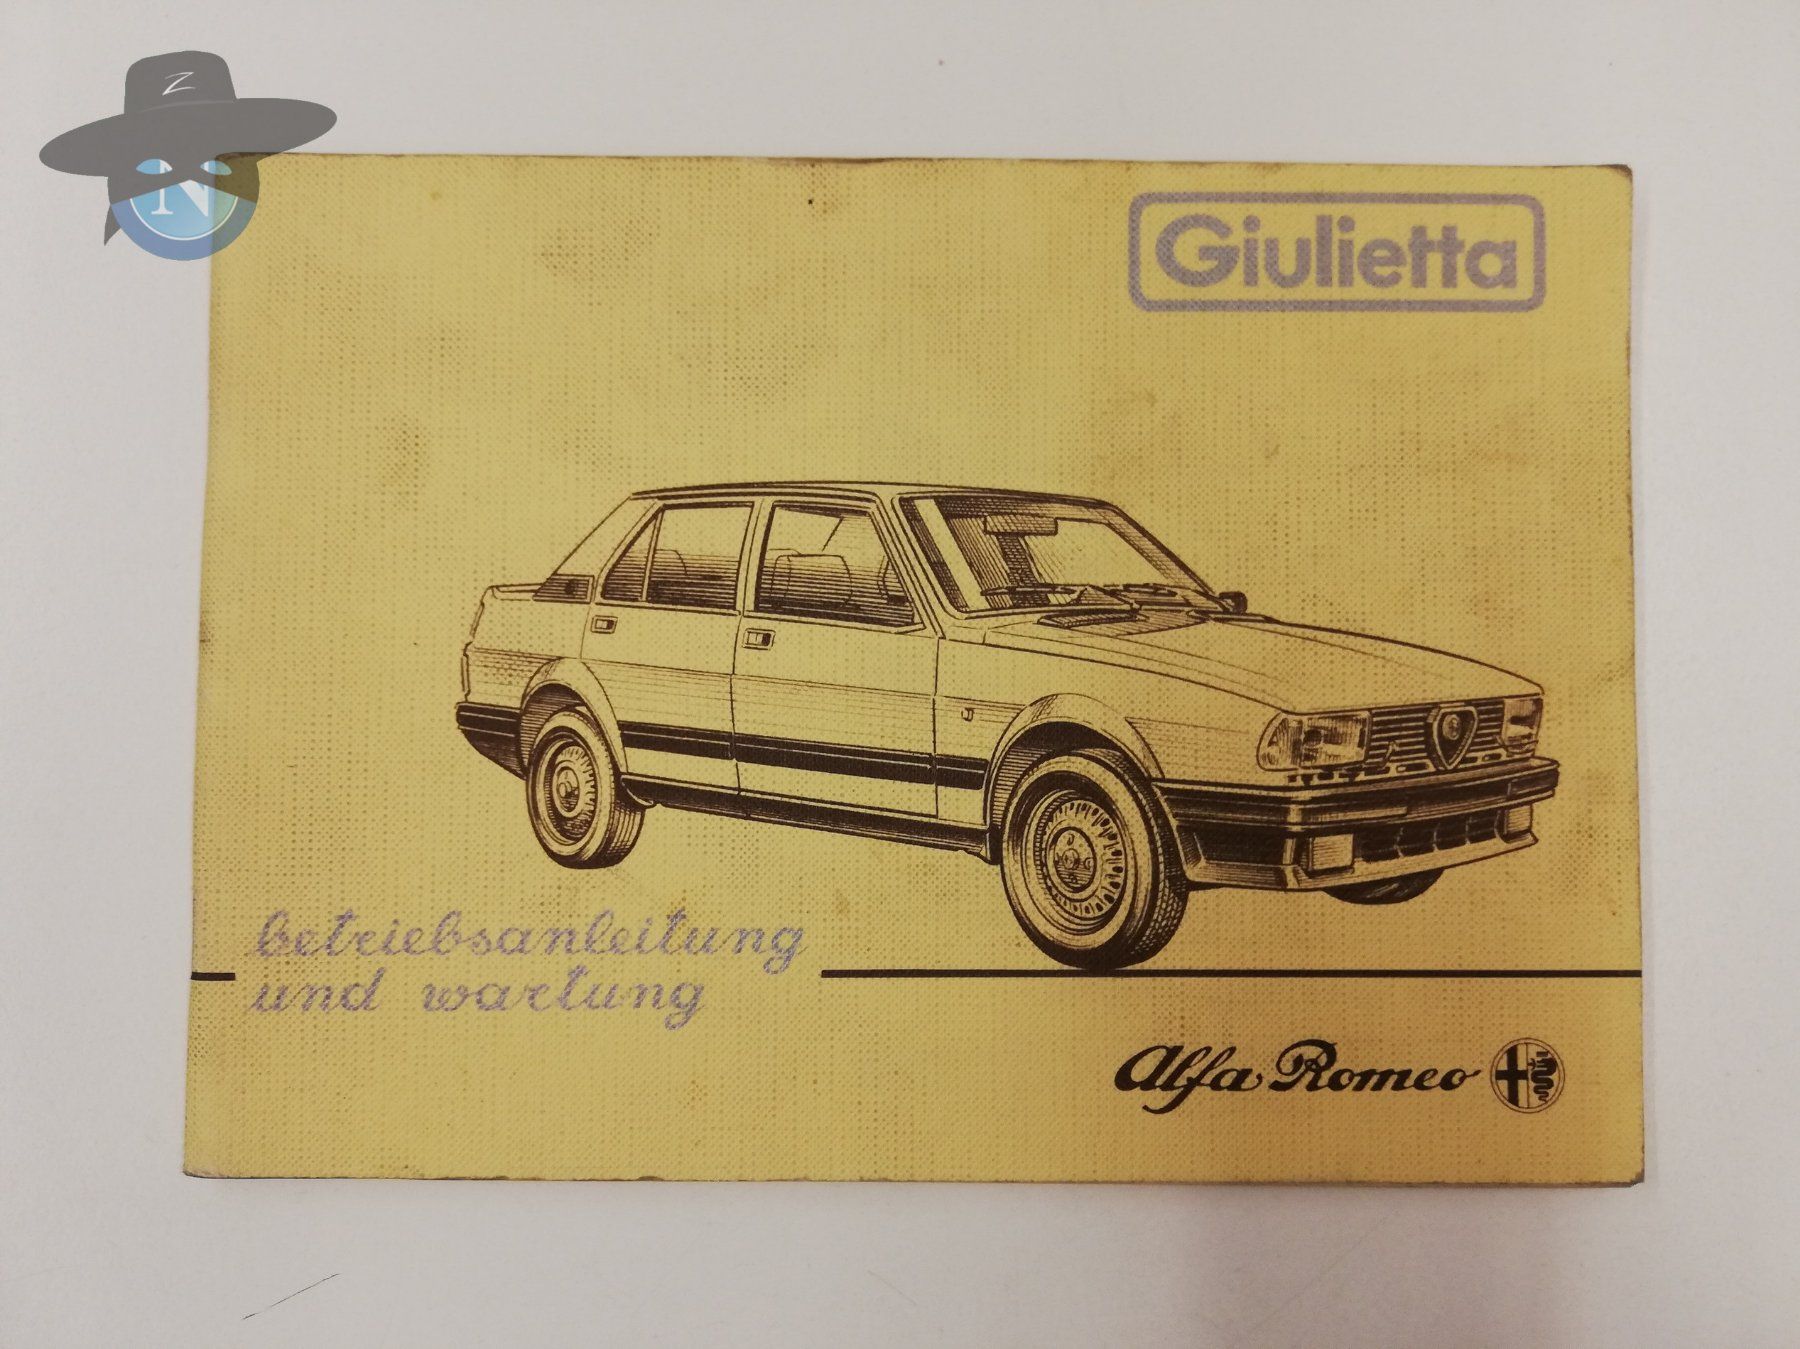 Z
N
Giulietta
betriebsanleitung
und wartung
Alfa Romeo